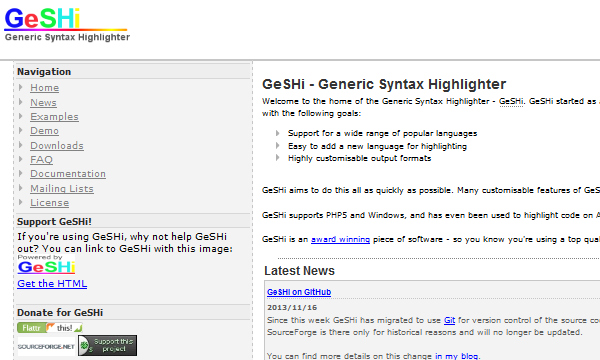 GeSHi
Generic Syntax Highlighter
Navigation
Home
News
Examples
Demo
Downloads
FAQ
Documentation
Mailing Lists
License
Support GeSHi!
If you're using GeSHi, why not help GeSHi
out? You can link to GeSHi with this image:
Powered by
GeSHi
Get the HTML
Donate for GeSHi
Flattr this!
SOURCEFORGE.NET Support this
project
GeSHi - Generic Syntax Highlighter
Welcome to the home of the Generic Syntax Highlighter - GeSHi. GeSHi started as
with the following goals:
Support for a wide range of popular languages
Easy to add a new language for highlighting
Highly customisable output formats
GeSHi aims to do this all as quickly as possible. Many customisable features of GeS
GeSHi supports PHP5 and Windows, and has even been used to highlight code on A
GeSHi is an award winning piece of software - so you know you're using a top qual
Latest News
GeSHi on GitHub
2013/11/16
Since this week GeSHi has migrated to use Git for version control of the source co
SourceForge is there only for historical reasons and will no longer be updated.
You can find more details on this change in my blog.